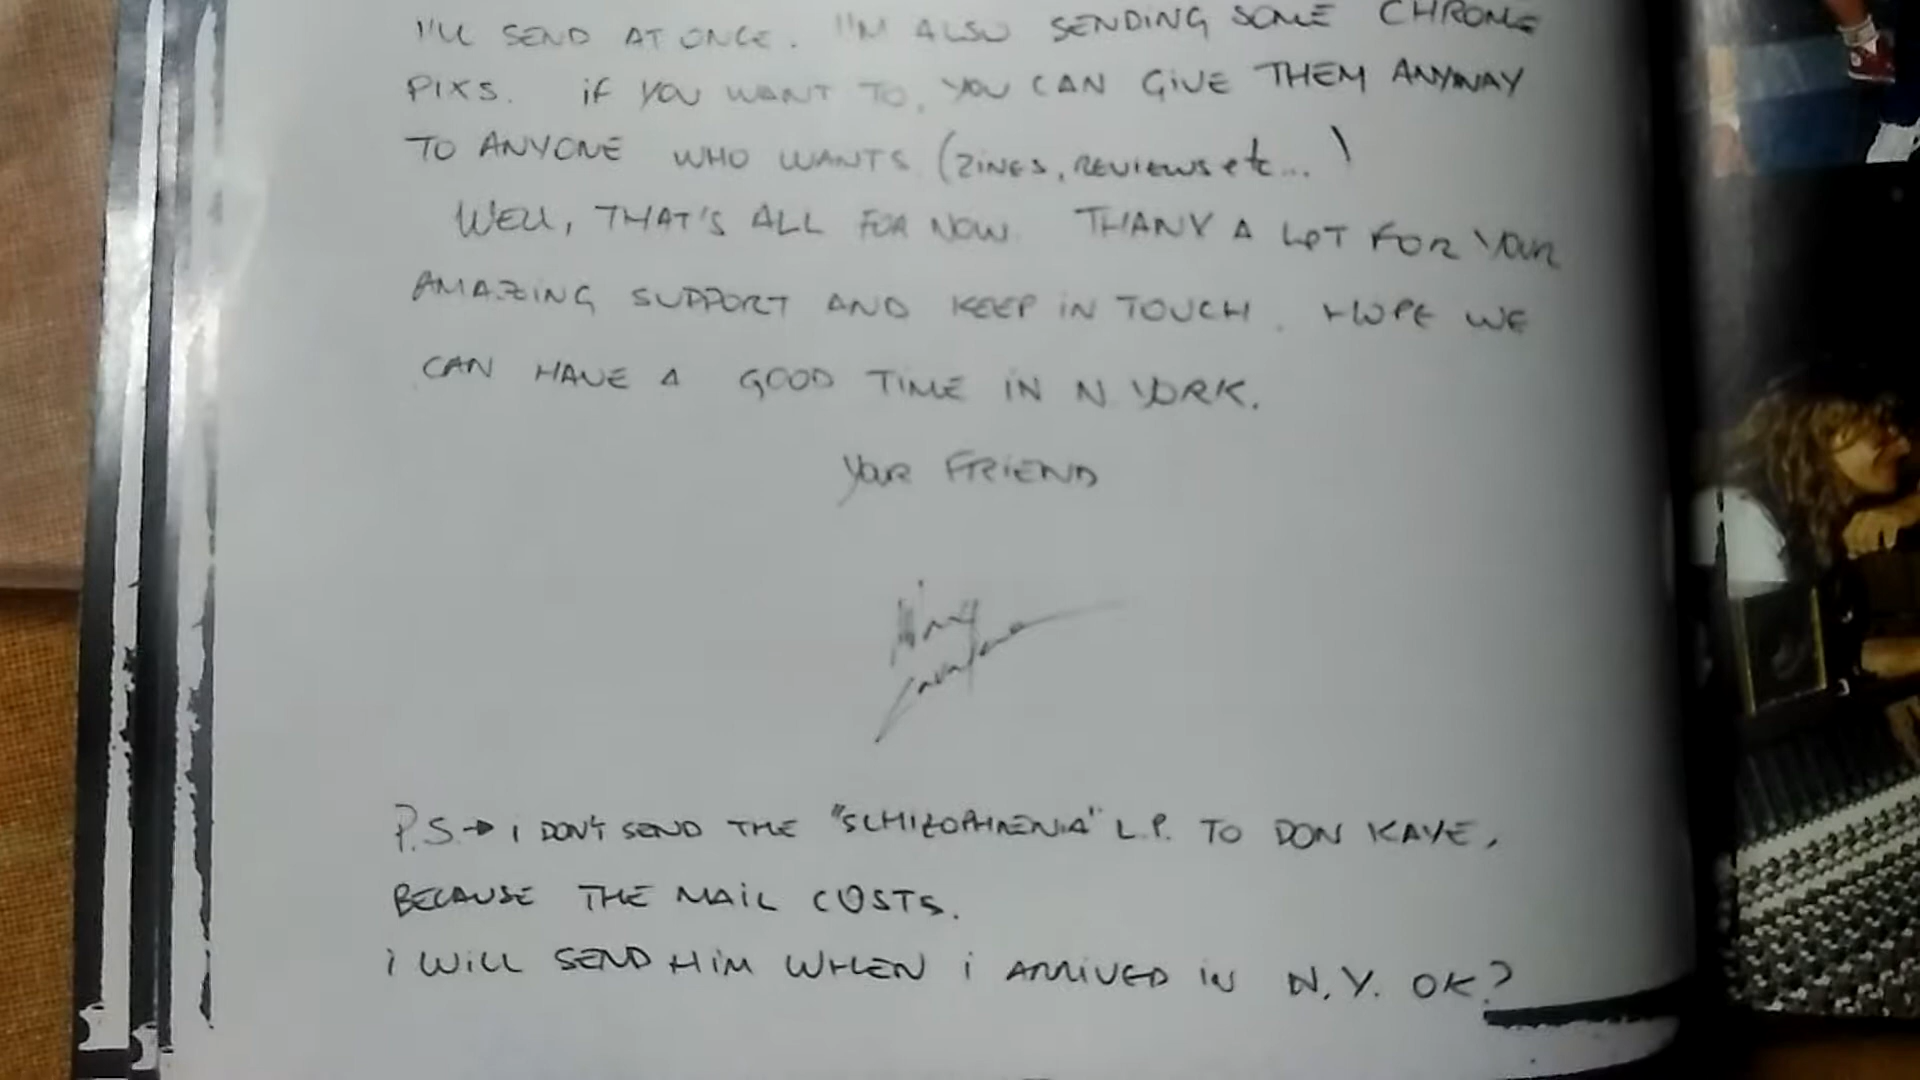 I'LL SEND AT ONCE. I'M ALSO SENDING SOME CHROME
PIXS. if YOU WANT TO, YOU CAN GIVE THEM ANYWAY
TO ANYONE WHO WANTS (ZINES, REVIEWS etc...)
WELL, THAT'S ALL FOR NOW. THANX A LOT FOR YOUR
AMAZING SUPPORT AND KEEP IN TOUCH. HOPE WE
CAN HAVE A GOOD TIME IN N YORK.
YOUR FRIEND
P.S.→ I DON'T SEND THE "SCHIZOPHRENIA" L.P. TO DON KAYE,
BECAUSE THE MAIL COSTS.
I WILL SEND HIM WHEN I ARRIVED IN N.Y. OK?